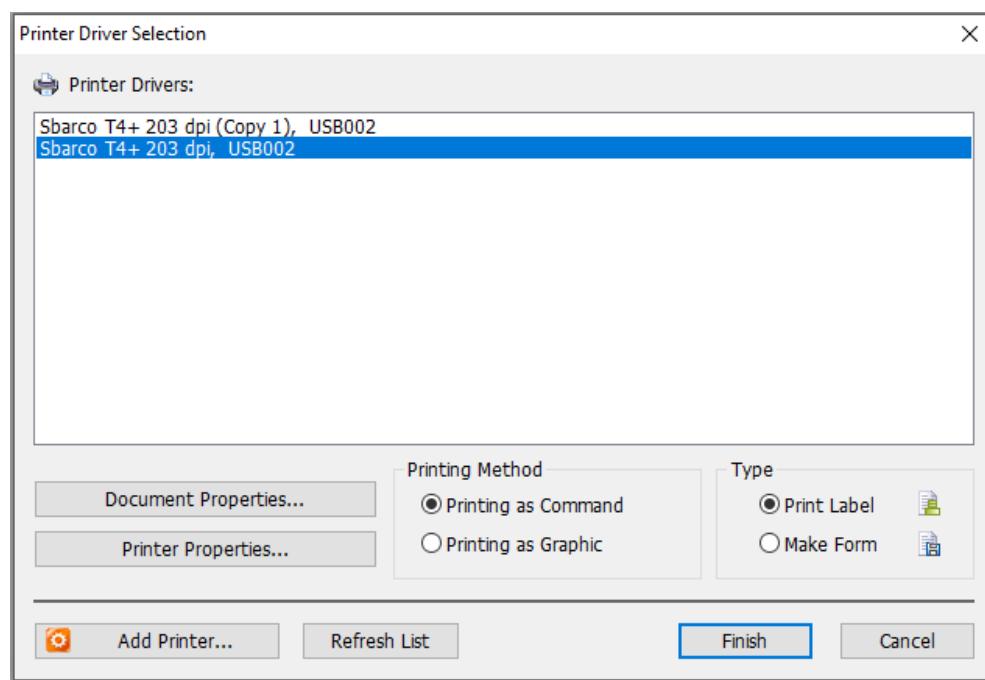 Printer Driver Selection
Printer Drivers:
Sbarco T4+ 203 dpi (Copy 1),  USB002
Sbarco T4+ 203 dpi,  USB002
Document Properties...
Printer Properties...
Printing Method
Printing as Command
Printing as Graphic
Type
Print Label
Make Form
Add Printer...
Refresh List
Finish
Cancel